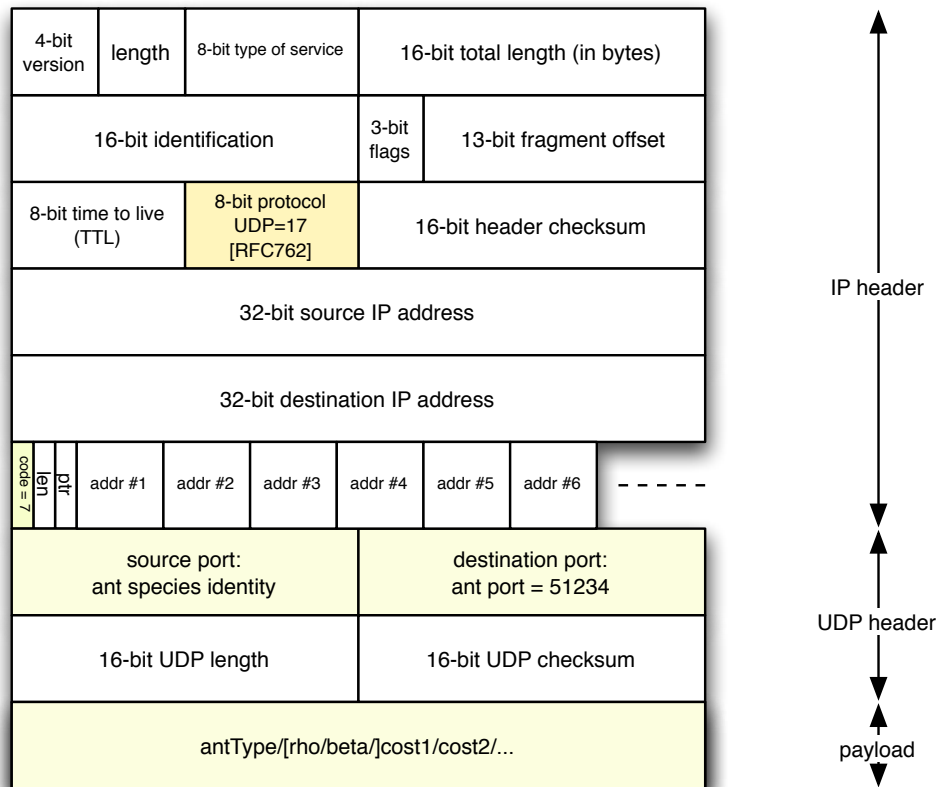 4-bit
version
length
8-bit type of service
16-bit total length (in bytes)
16-bit identification
3-bit
flags
13-bit fragment offset
8-bit time to live
(TTL)
8-bit protocol
UDP=17
[RFC762]
16-bit header checksum
IP header
32-bit source IP address
32-bit destination IP address
code = 7
len
ptr
addr #1
addr #2
addr #3
addr #4
addr #5
addr #6
source port:
ant species identity
destination port:
ant port = 51234
UDP header
16-bit UDP length
16-bit UDP checksum
antType/[rho/beta/]cost1/cost2/...
payload